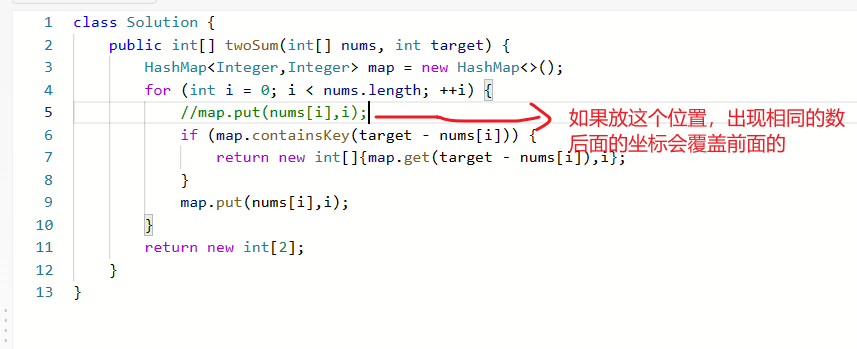 1 class Solution {
2 public int[] twoSum(int[] nums, int target) {
3 HashMap<Integer,Integer> map = new HashMap<>();
4 for (int i = 0; i < nums.length; ++i) {
5 //map.put(nums[i],i);
如果放这个位置，出现相同的数
6 if (map.containsKey(target - nums[i])) {
后面的坐标会覆盖前面的
7 return new int[]{map.get(target - nums[i]),i};
8 }
9 map.put(nums[i],i);
10 }
11 return new int[2];
12 }
13 }